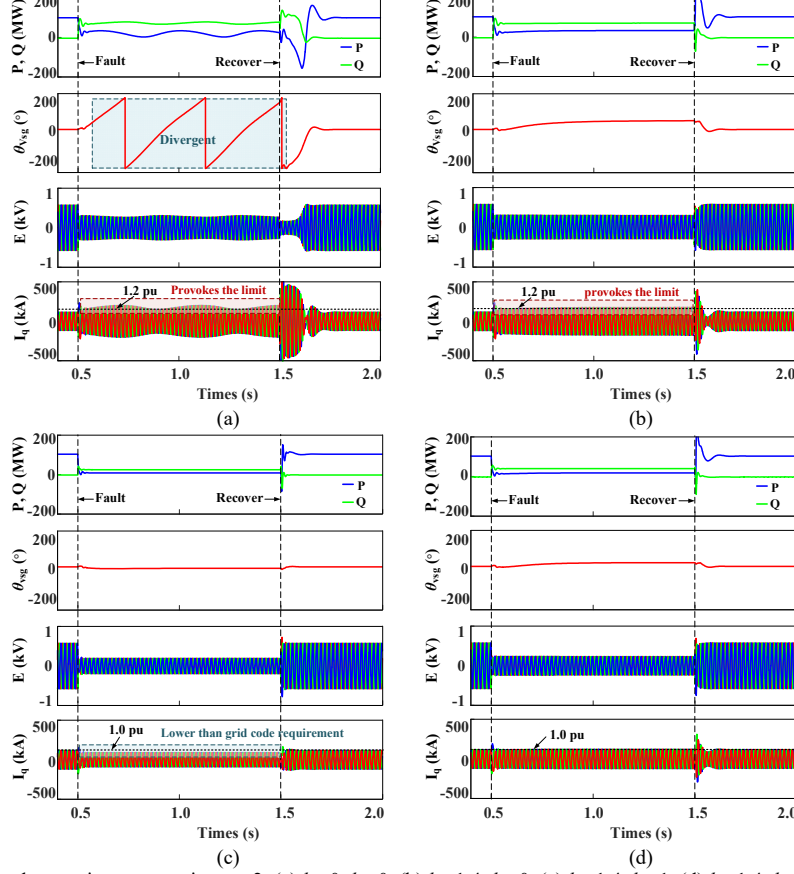 P, Q (MW)
0
-200
Fault
Recover
P
Q
θvsg (°)
200
0
-200
Divergent
E (kV)
1
0
-1
Iq (kA)
500
0
-500
1.2 pu
Provokes the limit
0.5
1.0
1.5
2.0
Times (s)
(a)
P, Q (MW)
0
-200
Fault
Recover
P
Q
θvsg (°)
200
0
-200
E (kV)
1
0
-1
Iq (kA)
500
0
-500
1.2 pu
provokes the limit
0.5
1.0
1.5
2.0
Times (s)
(b)
P, Q (MW)
200
0
-200
Fault
Recover
P
Q
θvsg (°)
200
0
-200
E (kV)
1
0
-1
Iq (kA)
500
0
-500
1.0 pu
Lower than grid code requirement
0.5
1.0
1.5
2.0
Times (s)
(c)
P, Q (MW)
200
0
-200
Fault
Recover
P
Q
θvsg (°)
200
0
-200
E (kV)
1
0
-1
Iq (kA)
500
0
-500
1.0 pu
0.5
1.0
1.5
2.0
Times (s)
(d)